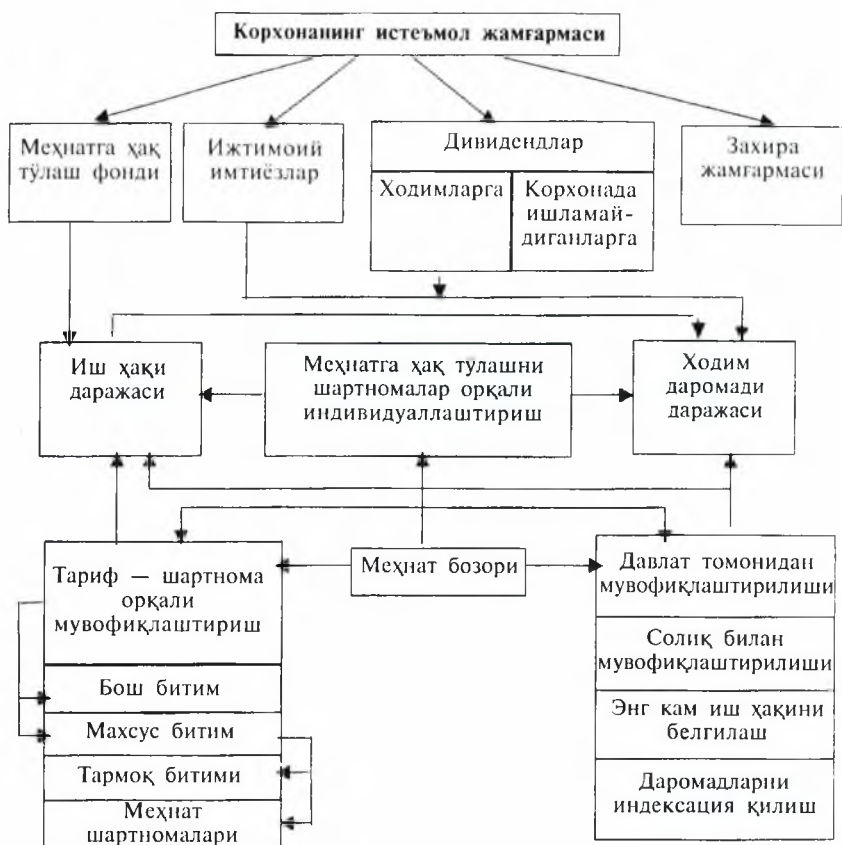 Корхонанинг истеъмол жамғармаси
Меҳнатга ҳақ
тўлаш фонди
Ижтимоий
имтиёзлар
Дивидендлар
Ходимларга
Корхонада
ишламай-
диганларга
Захира
жамғармаси
Иш ҳақи
даражаси
Меҳнатга ҳақ тулашни
шартномалар орқали
индивидуаллаштириш
Ходим
даромади
даражаси
Тариф — шартнома
орқали
мувофиқлаштириш
Бош битим
Махсус битим
Тармоқ битими
Меҳнат
шартномалари
Меҳнат бозори
Давлат томонидан
мувофиқлаштирилиши
Солиқ билан
мувофиқлаштирилиши
Энг кам иш ҳақини
белгилаш
Даромадларни
индексация қилиш